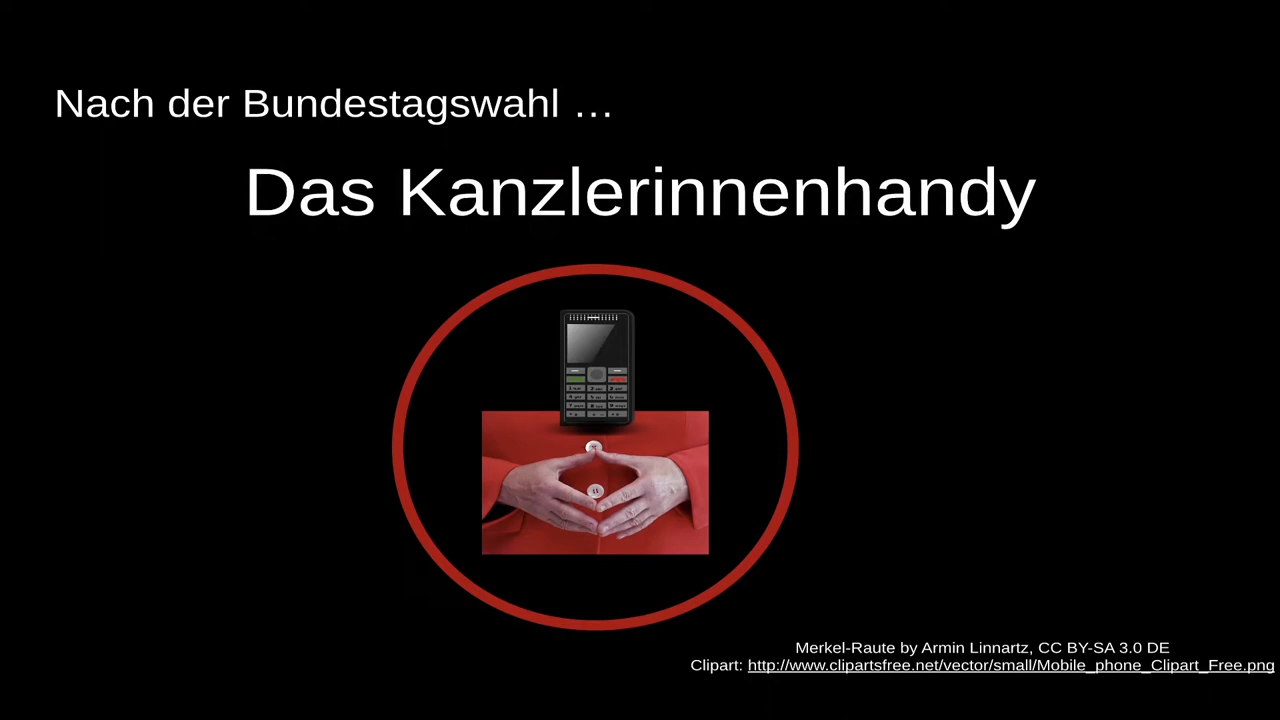 Nach der Bundestagswahl …
Das Kanzlerinnenhandy
Merkel-Raute by Armin Linnartz, CC BY-SA 3.0 DE
Clipart: http://www.clipartsfree.net/vector/small/Mobile_phone_Clipart_Free.png